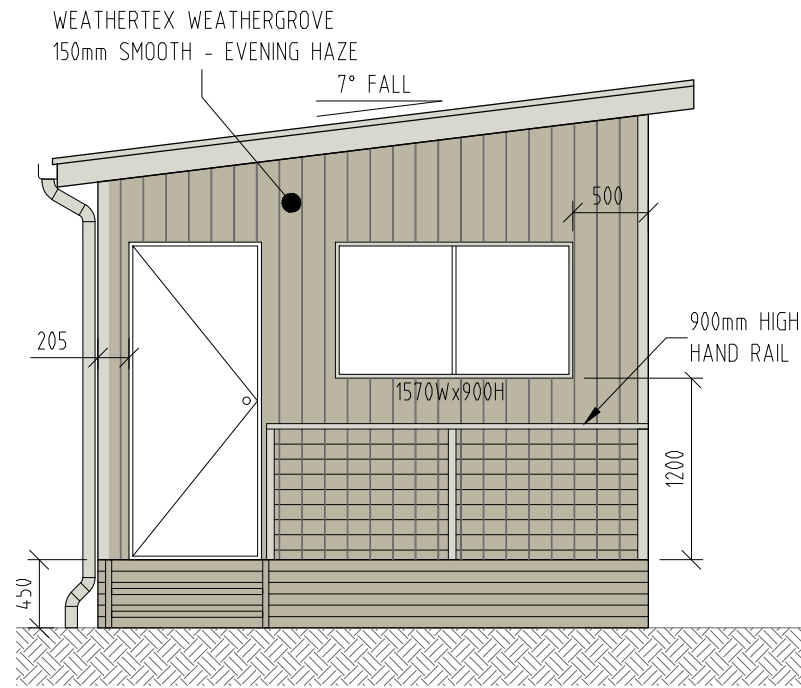 WEATHERTEX WEATHERGROVE
150mm SMOOTH - EVENING HAZE
7° FALL
500
205
900mm HIGH
HAND RAIL
1570Wx900H
1200
450